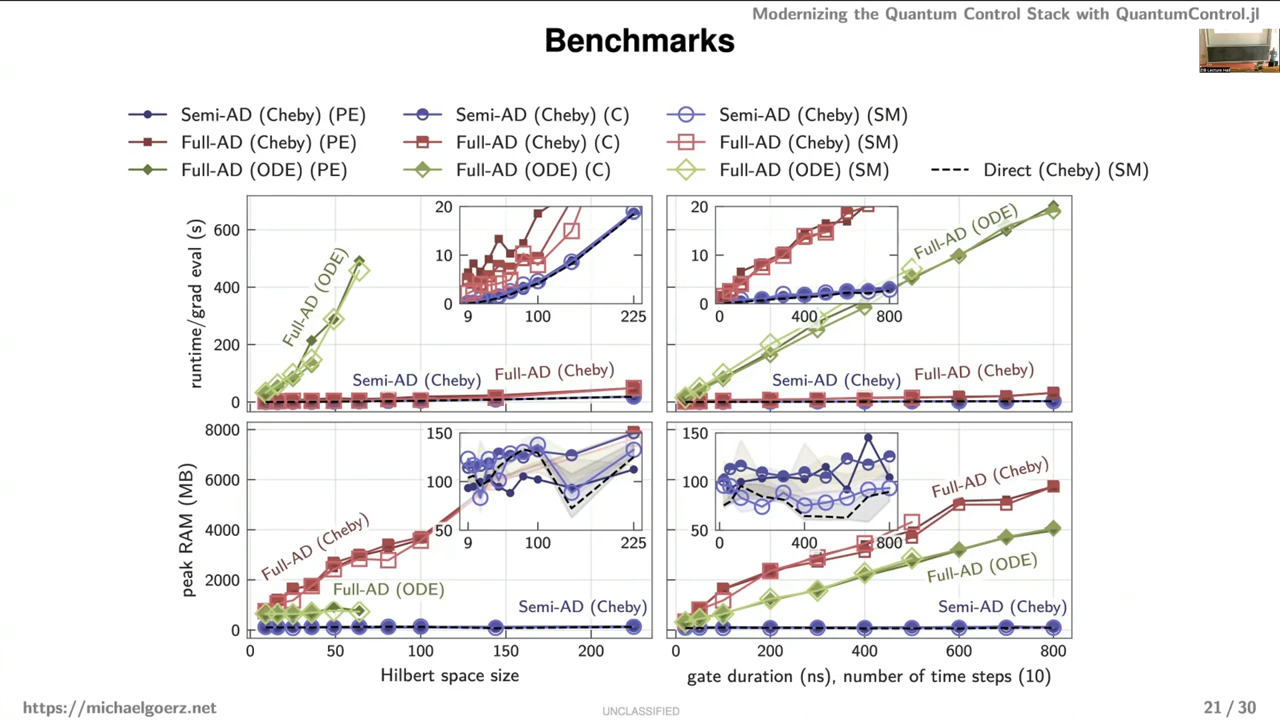 Modernizing the Quantum Control Stack with QuantumControl.jl
Benchmarks
Semi-AD (Cheby) (PE)
Semi-AD (Cheby) (C)
Semi-AD (Cheby) (SM)
Full-AD (Cheby) (PE)
Full-AD (Cheby) (C)
Full-AD (Cheby) (SM)
Full-AD (ODE) (PE)
Full-AD (ODE) (C)
Full-AD (ODE) (SM)
Direct (Cheby) (SM)
runtime/grad eval (s)
600
400
200
0
Full-AD (ODE)
20
10
0
9
100
225
Semi-AD (Cheby)
Full-AD (Cheby)
20
10
0
0
400
800
Full-AD (ODE)
Semi-AD (Cheby)
Full-AD (Cheby)
peak RAM (MB)
8000
6000
4000
2000
0
150
100
50
9
100
225
Full-AD (Cheby)
Full-AD (ODE)
Semi-AD (Cheby)
0
50
100
150
200
Hilbert space size
150
100
50
0
400
800
Full-AD (Cheby)
Full-AD (ODE)
Semi-AD (Cheby)
0
200
400
600
800
gate duration (ns), number of time steps (10)
https://michaelgoerz.net
UNCLASSIFIED
21 / 30